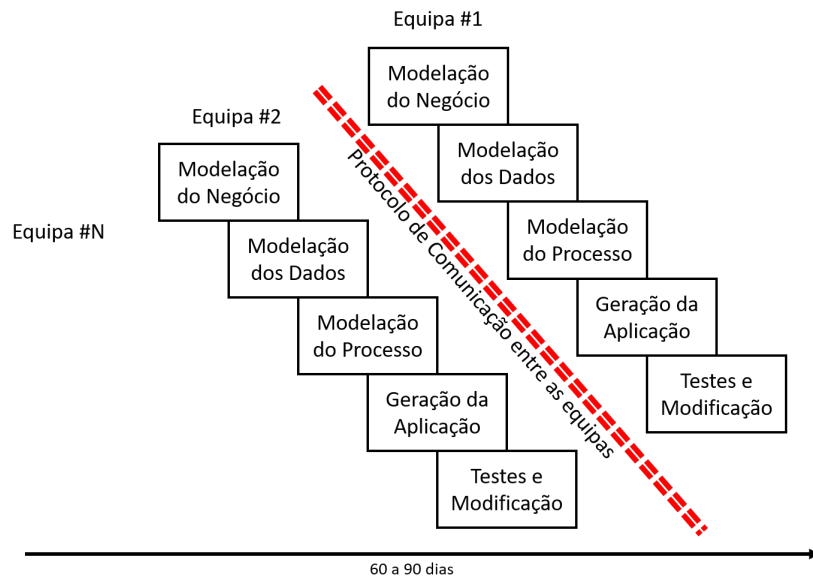 Equipa #1
Modelação
do Negócio
Modelação
dos Dados
Modelação
do Processo
Geração da
Aplicação
Testes e
Modificação
Protocolo de Comunicação entre as equipas
Equipa #2
Modelação
do Negócio
Modelação
dos Dados
Modelação
do Processo
Geração da
Aplicação
Testes e
Modificação
Equipa #N
60 a 90 dias